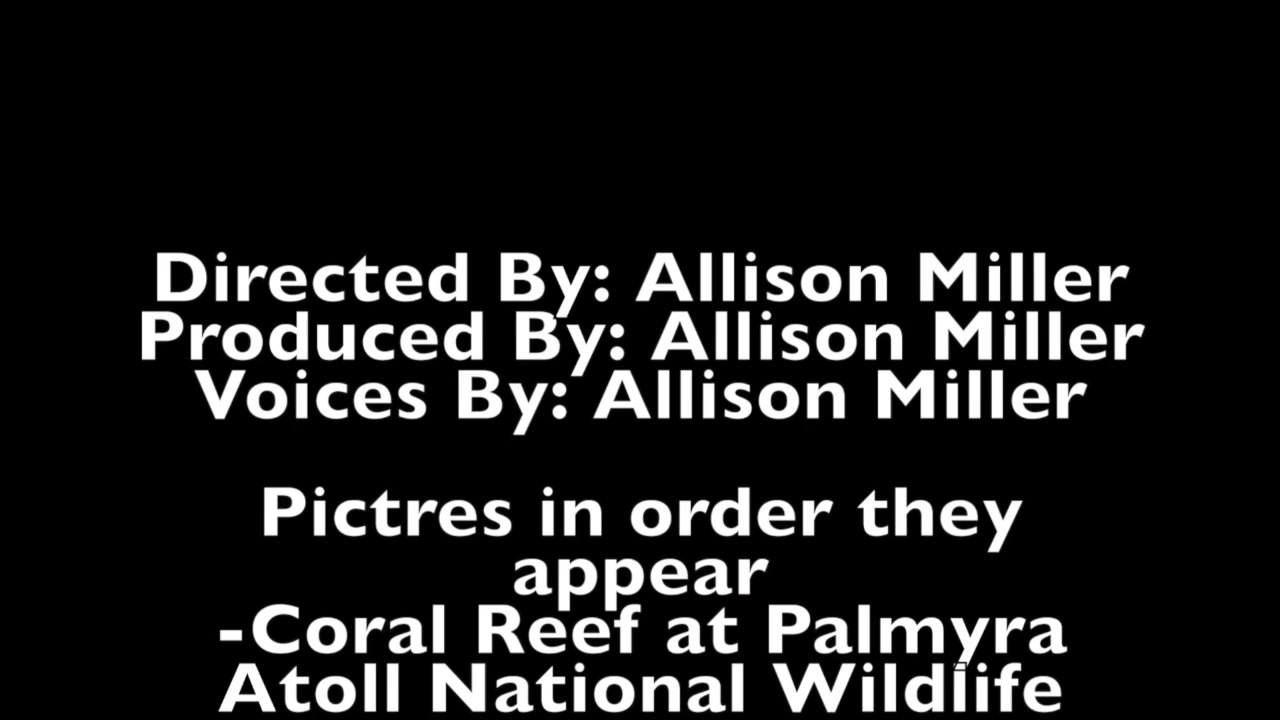 Directed By: Allison Miller
Produced By: Allison Miller
Voices By: Allison Miller
Pictres in order they
appear
-Coral Reef at Palmyra
Atoll National Wildlife